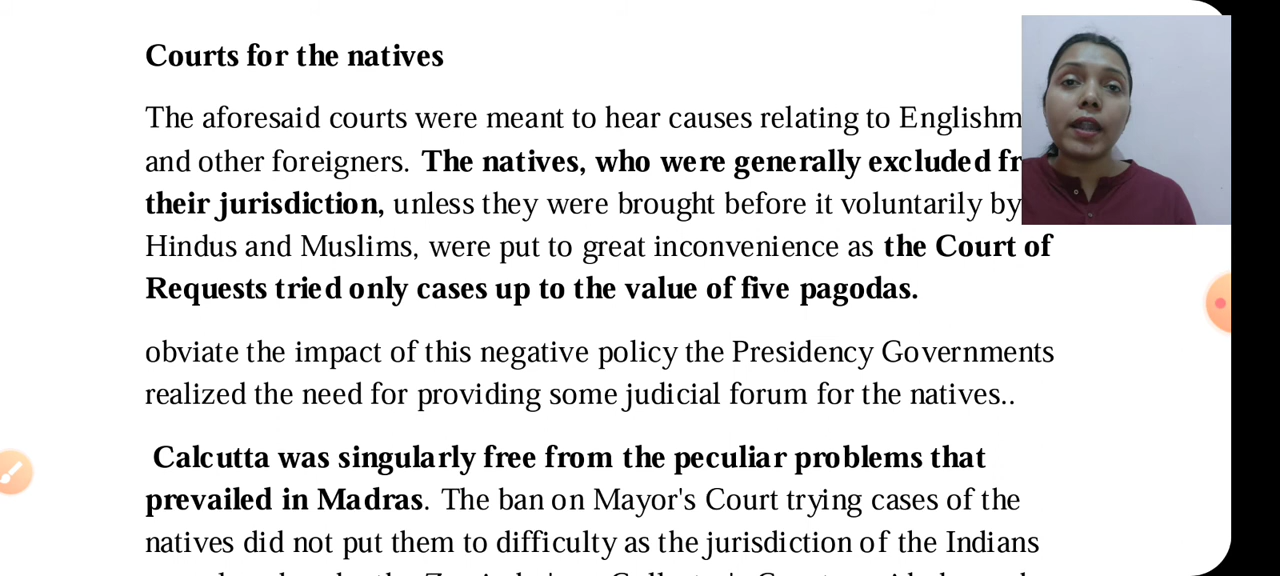 Courts for the natives
The aforesaid courts were meant to hear causes relating to Englishm
and other foreigners. The natives, who were generally excluded fr
their jurisdiction, unless they were brought before it voluntarily by
Hindus and Muslims, were put to great inconvenience as the Court of
Requests tried only cases up to the value of five pagodas.
obviate the impact of this negative policy the Presidency Governments
realized the need for providing some judicial forum for the natives..
Calcutta was singularly free from the peculiar problems that
prevailed in Madras. The ban on Mayor's Court trying cases of the
natives did not put them to difficulty as the jurisdiction of the Indians